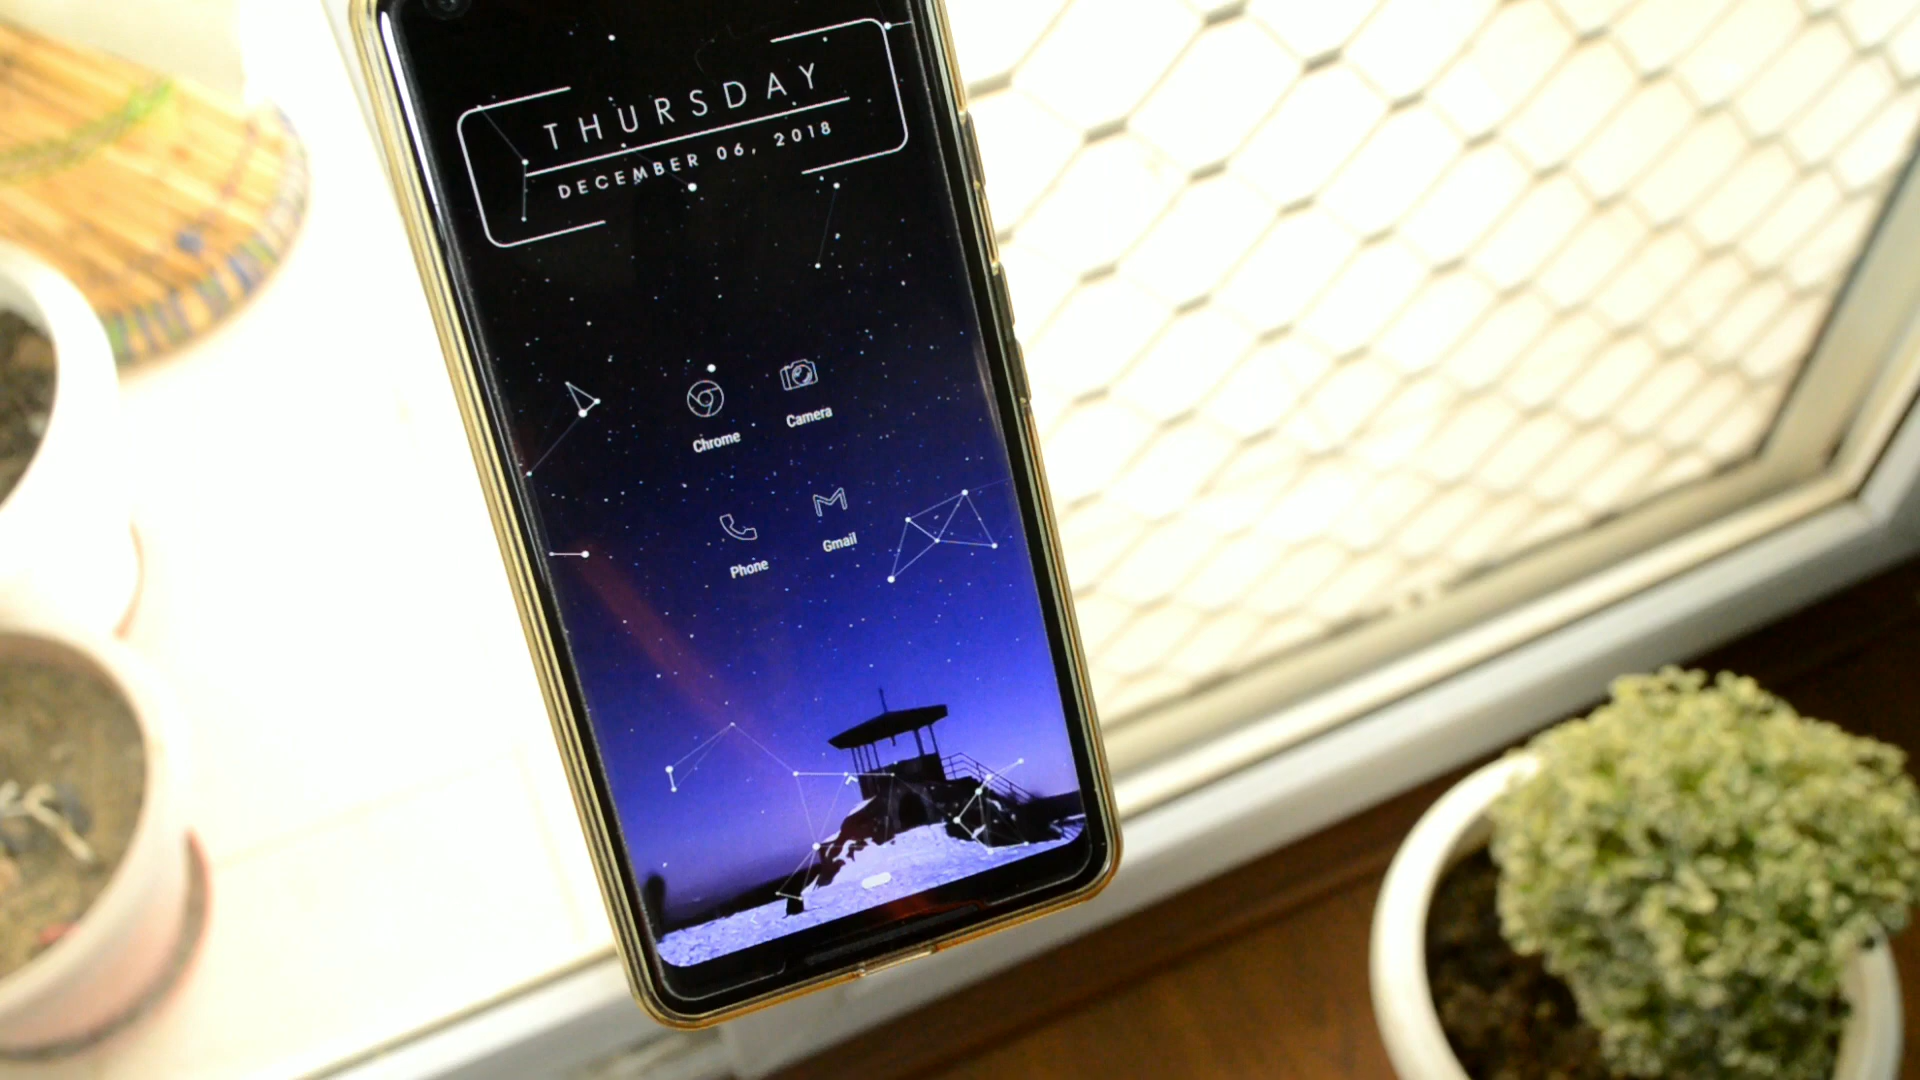 THURSDAY
DECEMBER 06, 2018
Chrome
Camera
Phone
Gmail